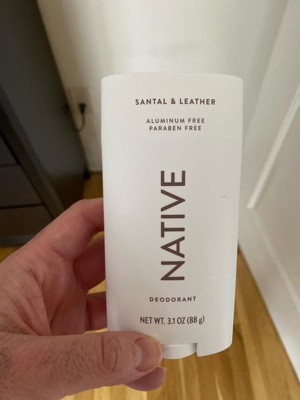 SANTAL & LEATHER
ALUMINUM FREE
PARABEN FREE
NATIVE
DEODORANT
NET WT. 3.1 OZ (88 g)